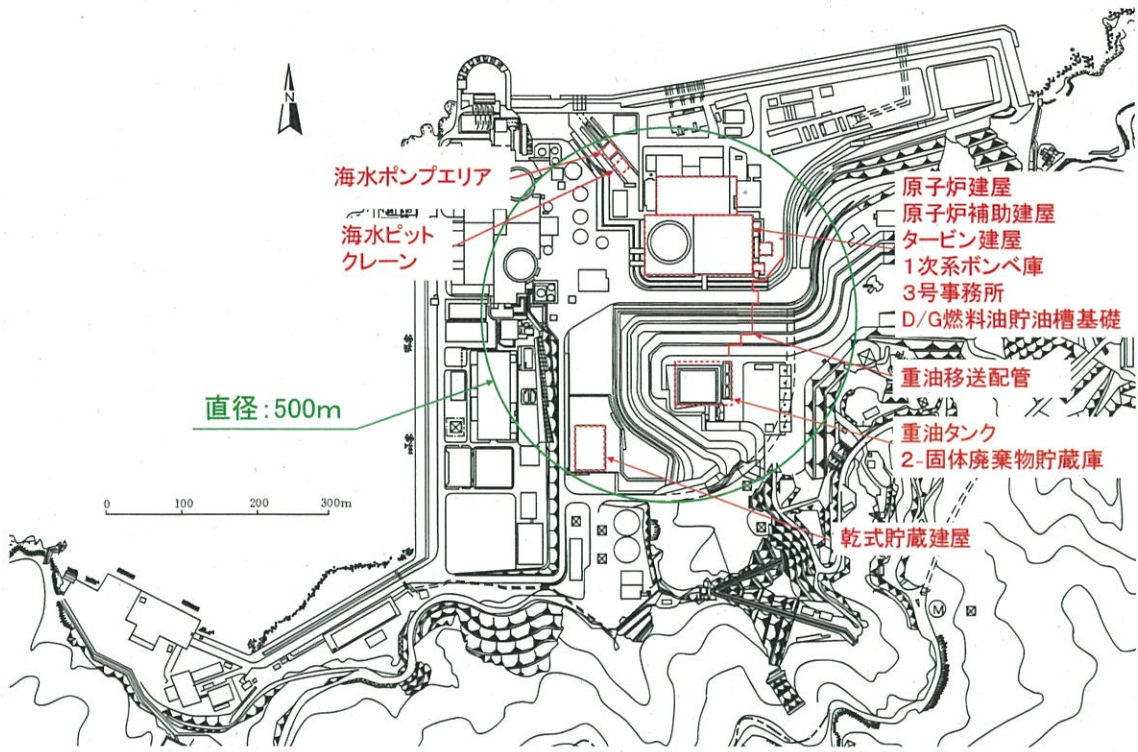 N
海水ポンプエリア
海水ピット
クレーン
原子炉建屋
原子炉補助建屋
タービン建屋
1次系ボンベ庫
3号事務所
D/G燃料油貯油槽基礎
重油移送配管
直径:500m
重油タンク
2-固体廃棄物貯蔵庫
0 100 200 300m
乾式貯蔵建屋
M